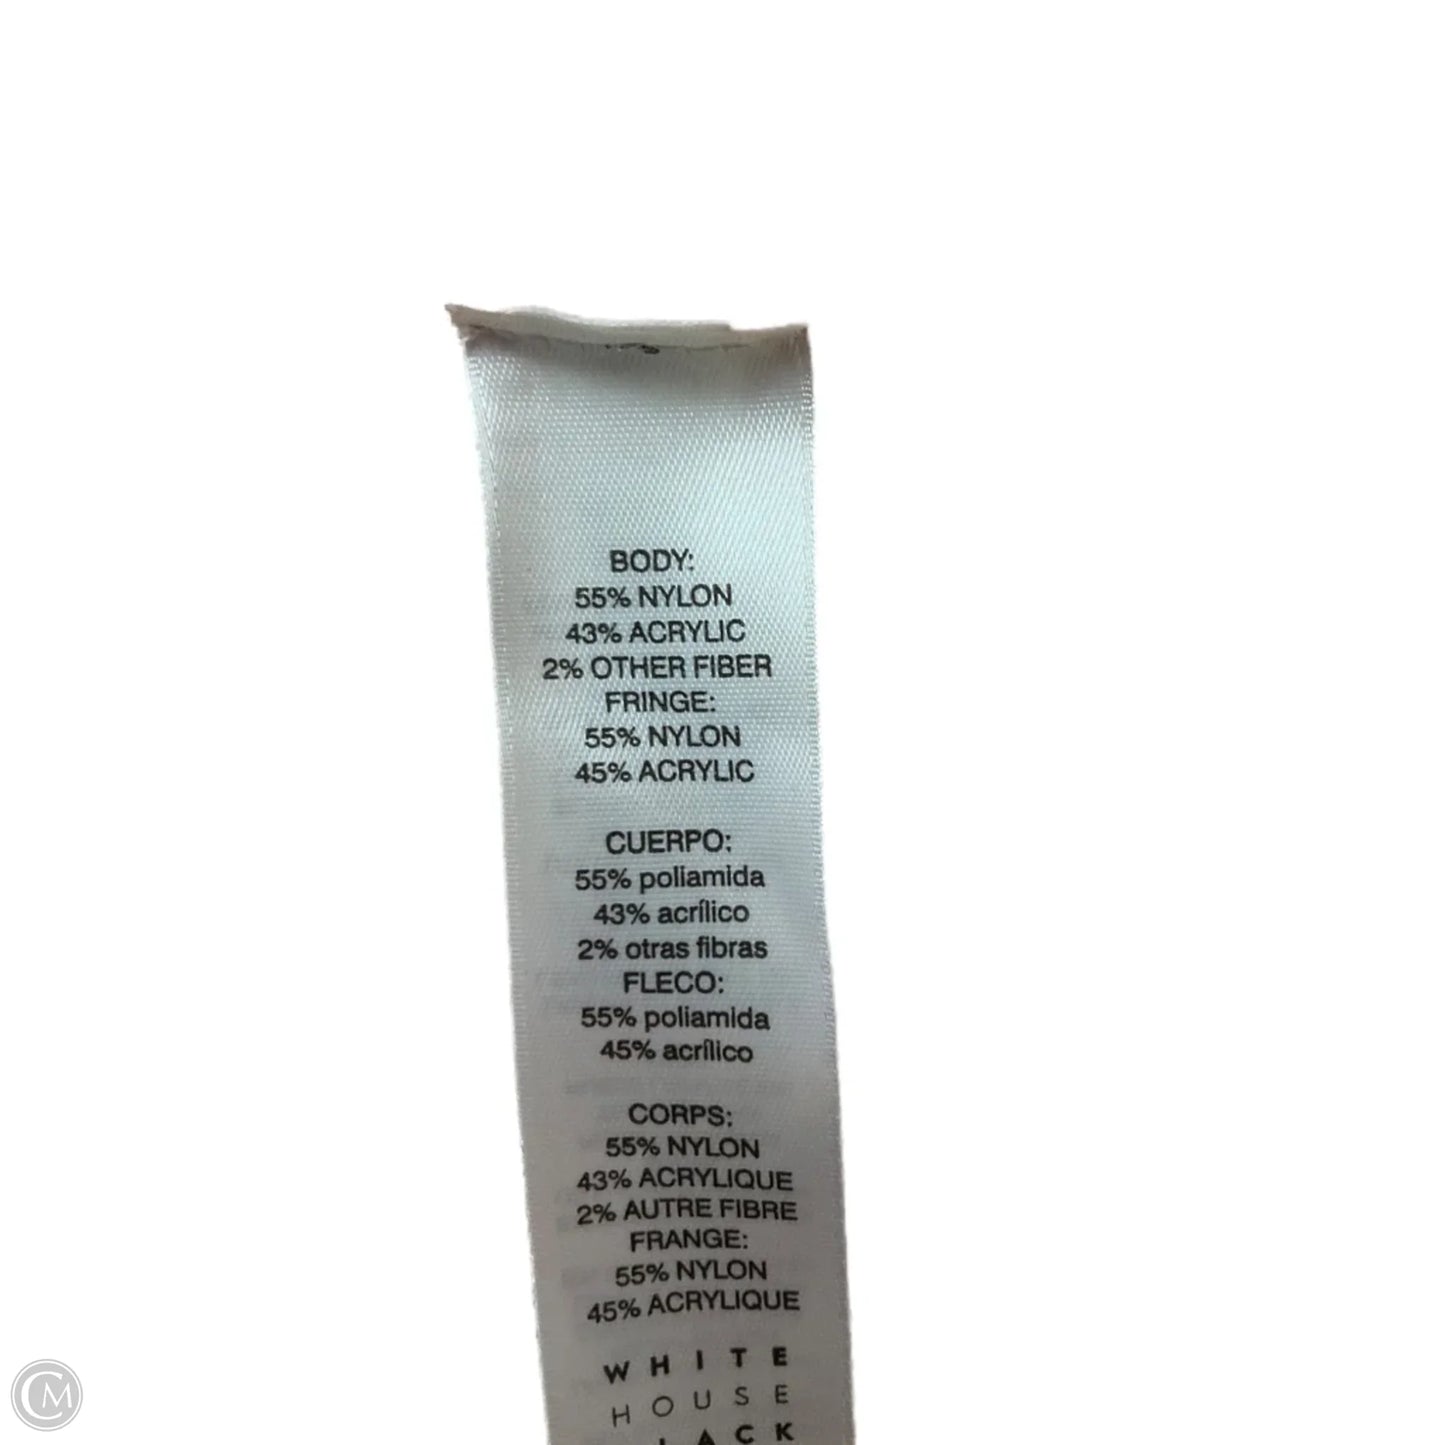 BODY:
55% NYLON
43% ACRYLIC
2% OTHER FIBER
FRINGE:
55% NYLON
45% ACRYLIC
CUERPO:
55% poliamida
43% acrílico
2% otras fibras
FLECO:
55% poliamida
45% acrílico
CORPS:
55% NYLON
43% ACRYLIQUE
2% AUTRE FIBRE
FRANGE:
55% NYLON
45% ACRYLIQUE
WHITE
HOUSE
CM